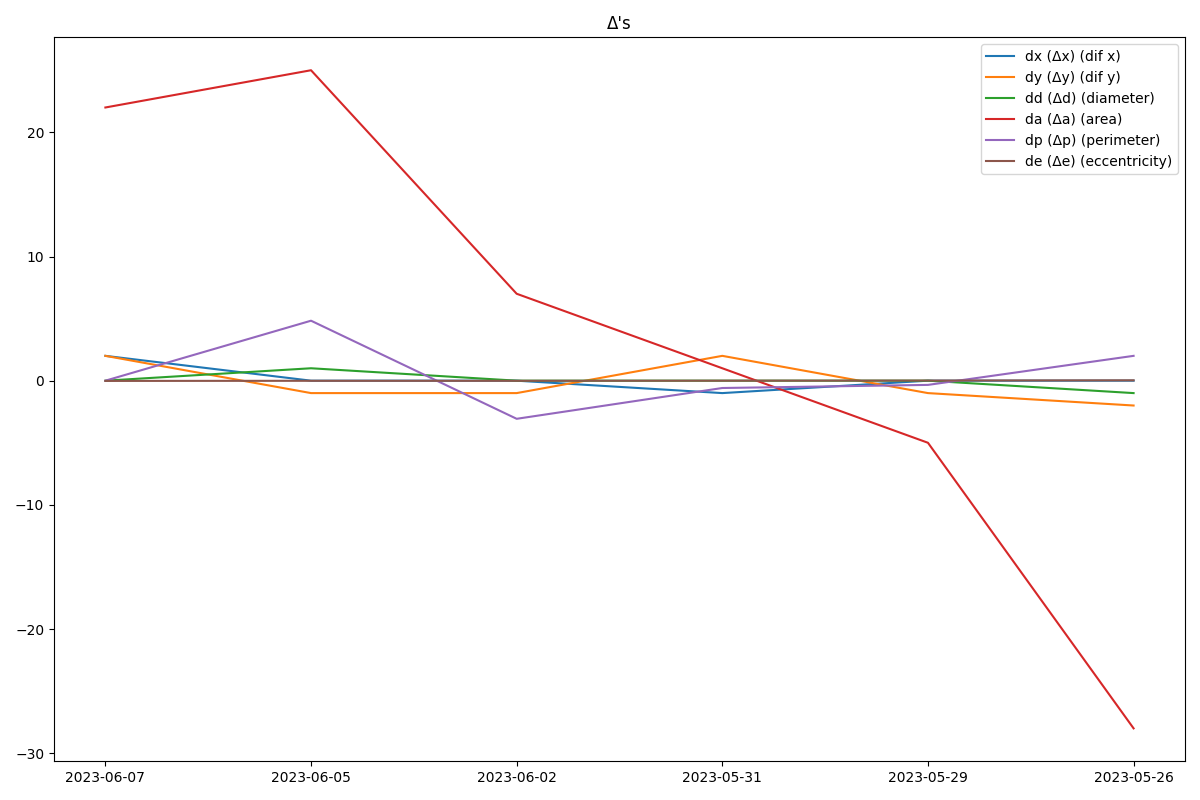 Δ's
dx (Δx) (dif x)
dy (Δy) (dif y)
dd (Δd) (diameter)
da (Δa) (area)
dp (Δp) (perimeter)
de (Δe) (eccentricity)
20
10
0
−10
−20
−30
2023-06-07 2023-06-05 2023-06-02 2023-05-31 2023-05-29 2023-05-26